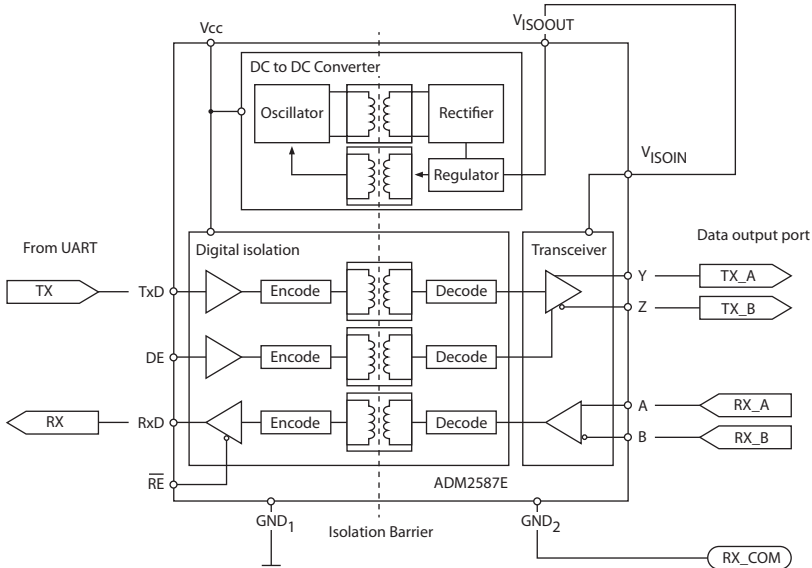 Vcc
VISOOUT
DC to DC Converter
Oscillator
Rectifier
Regulator
VISOIN
From UART
Digital isolation
Transceiver
Data output port
TX
TxD
Encode
Decode
Y
TX_A
Z
TX_B
DE
Encode
Decode
RX
RxD
Encode
Decode
A
RX_A
B
RX_B
RE
ADM2587E
GND1
Isolation Barrier
GND2
RX_COM